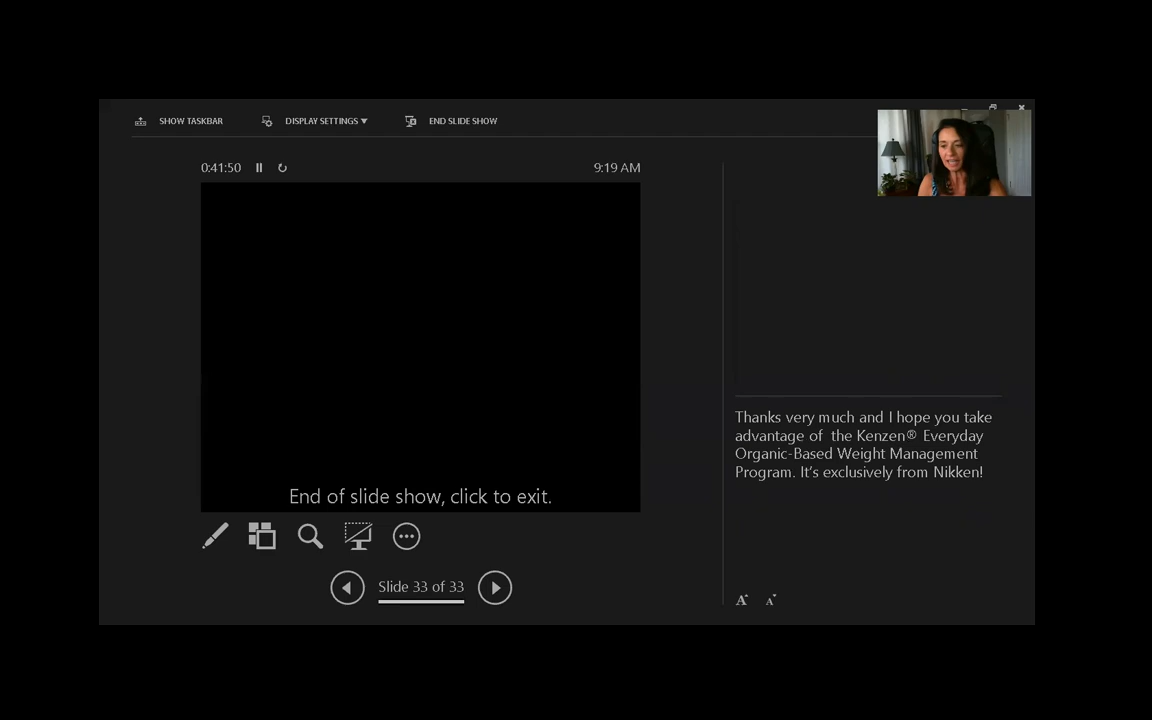 SHOW TASKBAR
DISPLAY SETTINGS
END SLIDE SHOW
0:41:50
9:19 AM
End of slide show, click to exit.
Slide 33 of 33
Thanks very much and I hope you take
advantage of the Kenzen® Everyday
Organic-Based Weight Management
Program. It's exclusively from Nikken!
A A